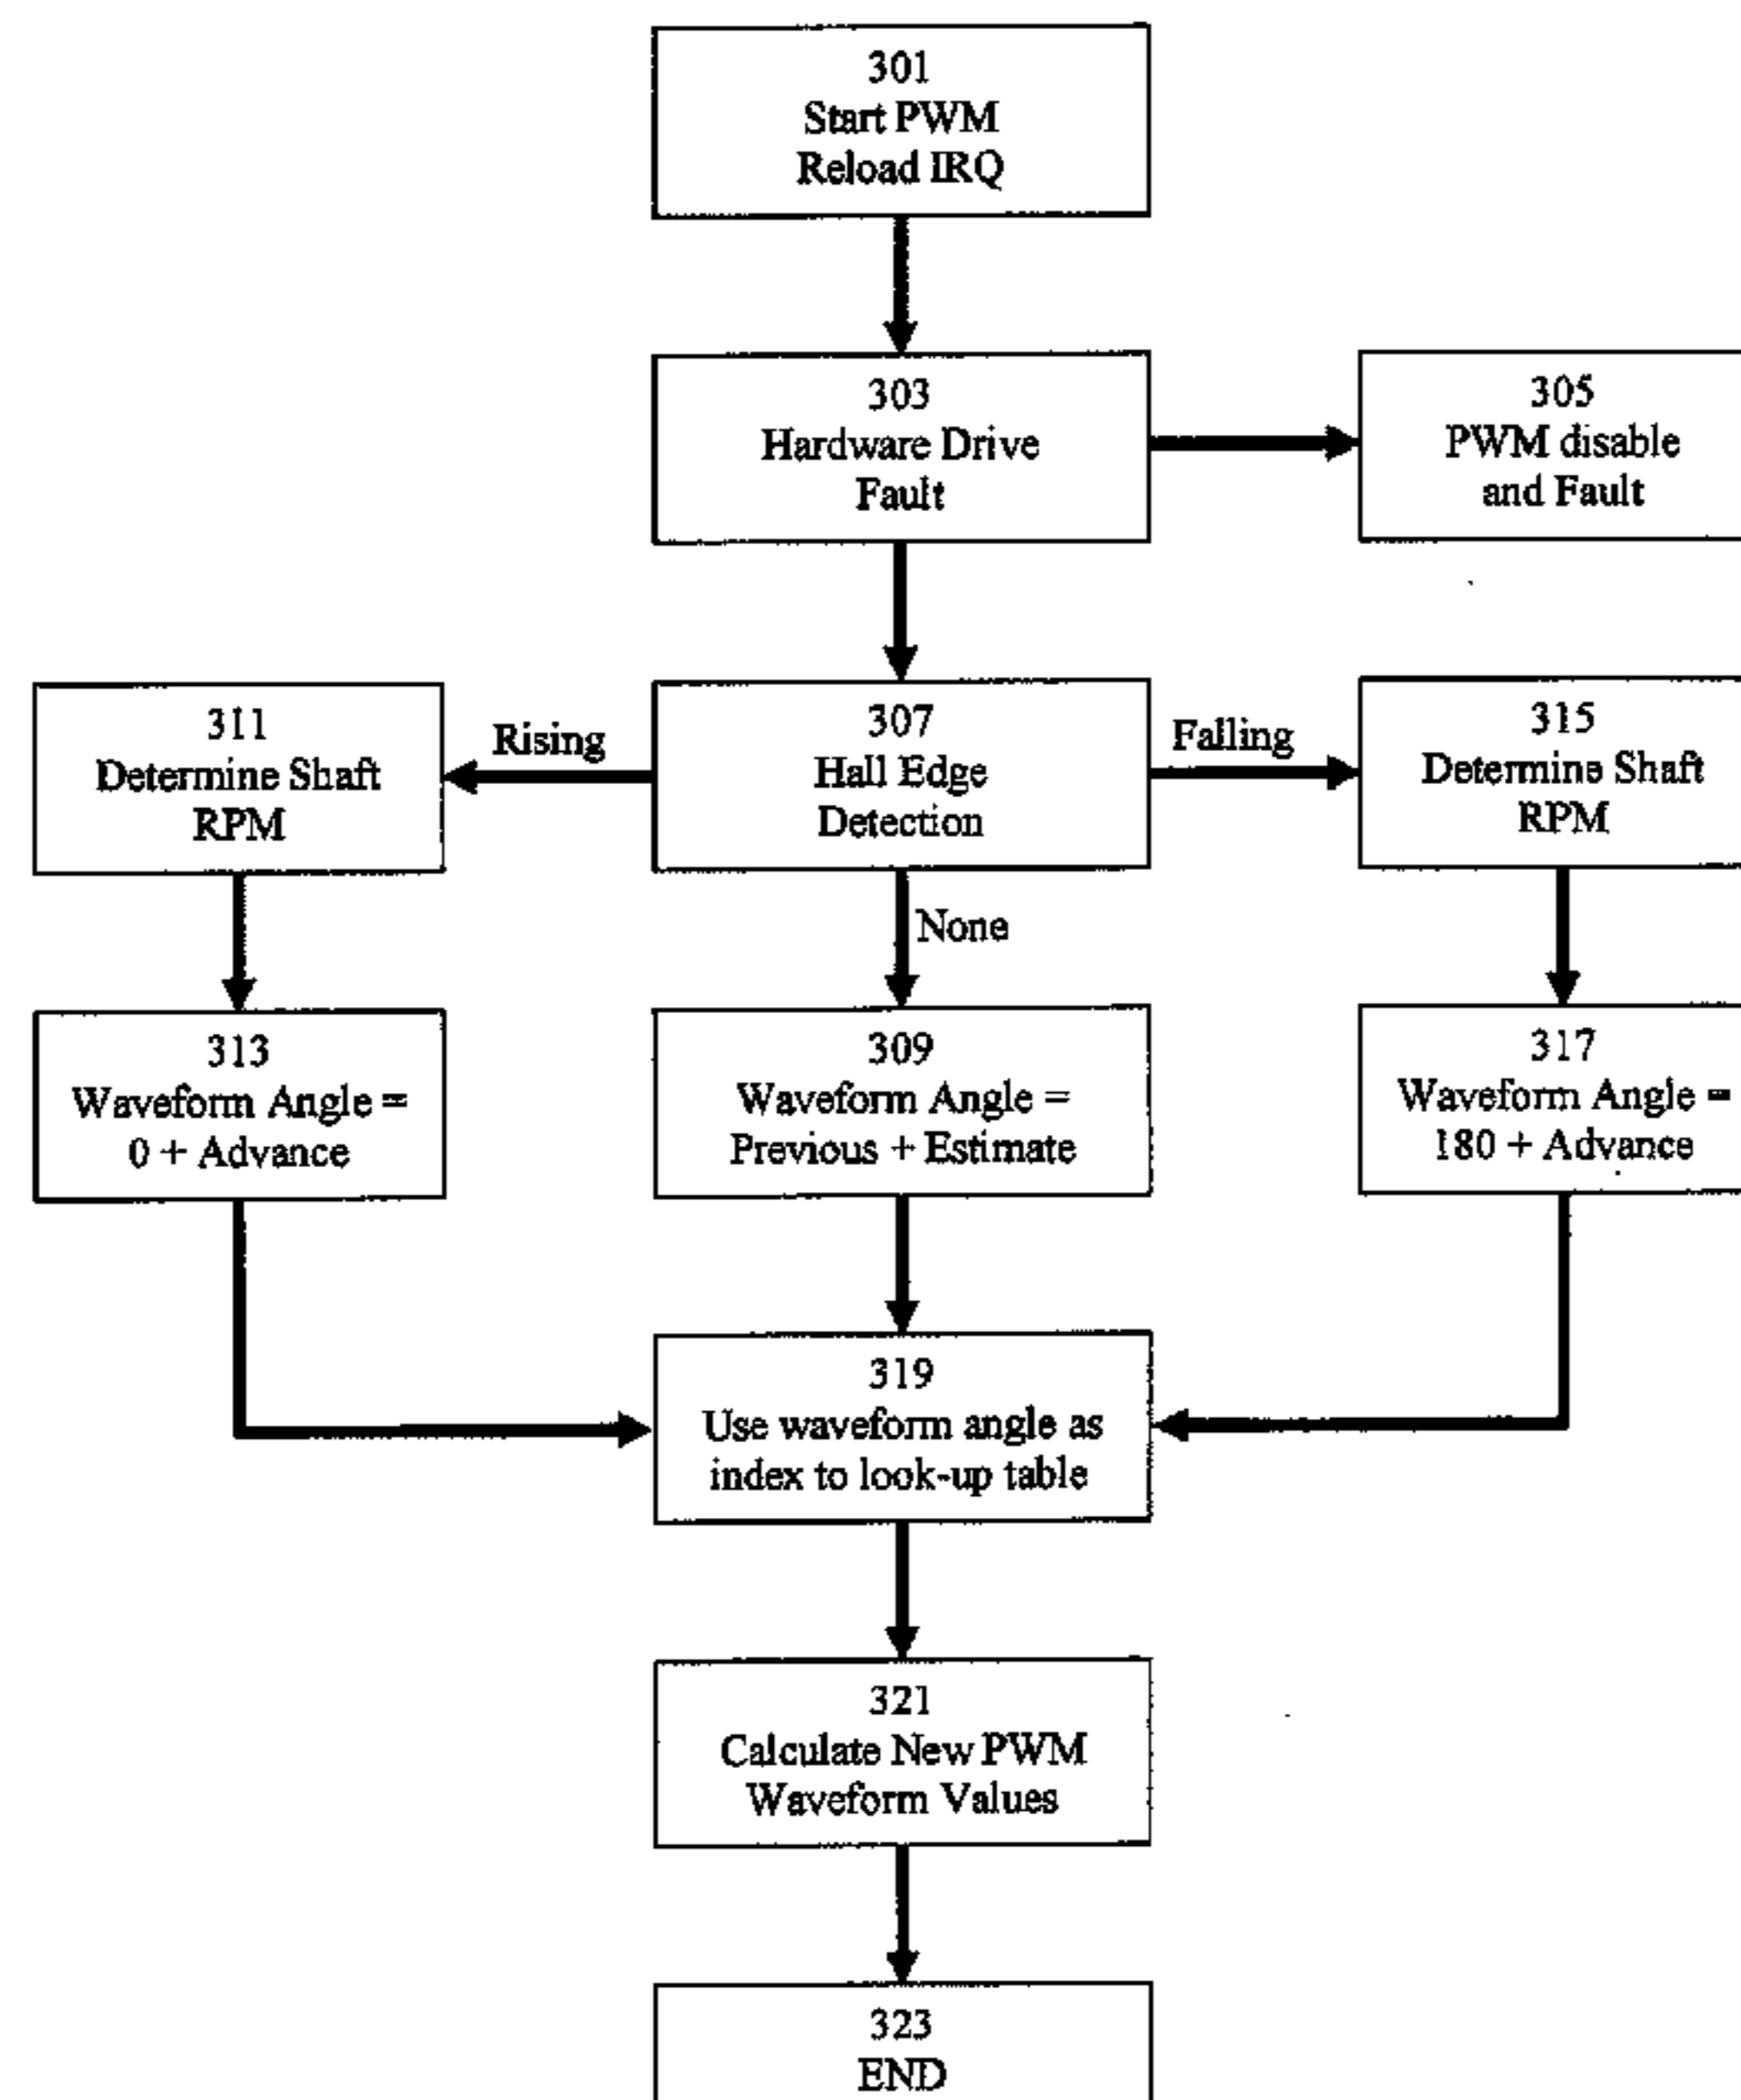 301
Start PWM
Reload IRQ
303
Hardware Drive
Fault
305
PWM disable
and Fault
311
Determine Shaft
RPM
Rising
307
Hall Edge
Detection
Falling
315
Determine Shaft
RPM
None
313
Waveform Angle =
0 + Advance
309
Waveform Angle =
Previous + Estimate
317
Waveform Angle =
180 + Advance
319
Use waveform angle as
index to look-up table
321
Calculate New PWM
Waveform Values
323
END